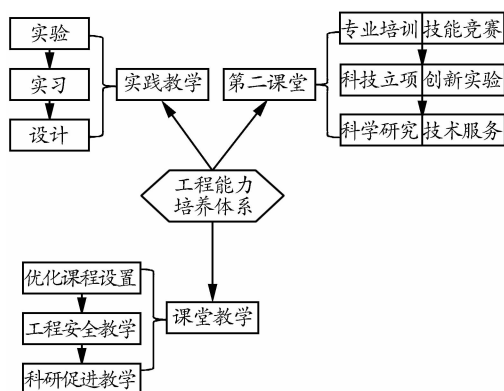 实验
实习
设计
实践教学
第二课堂
专业培训 技能竞赛
科技立项 创新实验
科学研究 技术服务
工程能力
培养体系
优化课程设置
工程安全教学
科研促进教学
课堂教学